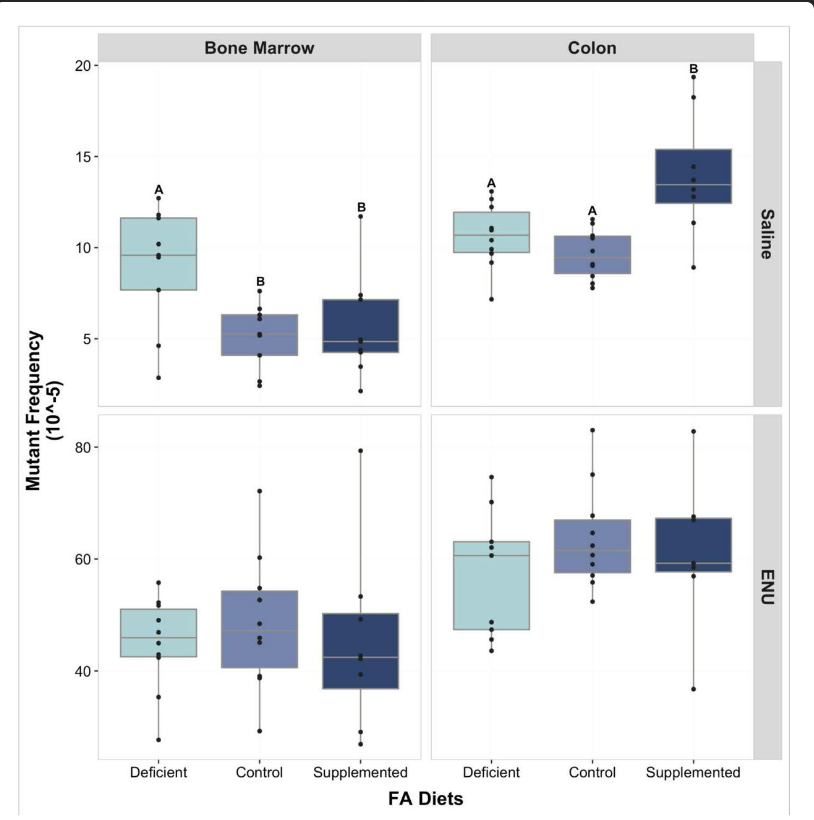 Bone Marrow
Colon
20
15
10
5
A
B
B
A
A
B
Saline
Mutant Frequency
(10^-5)
80
60
40
ENU
Deficient
Control
Supplemented
Deficient
Control
Supplemented
FA Diets